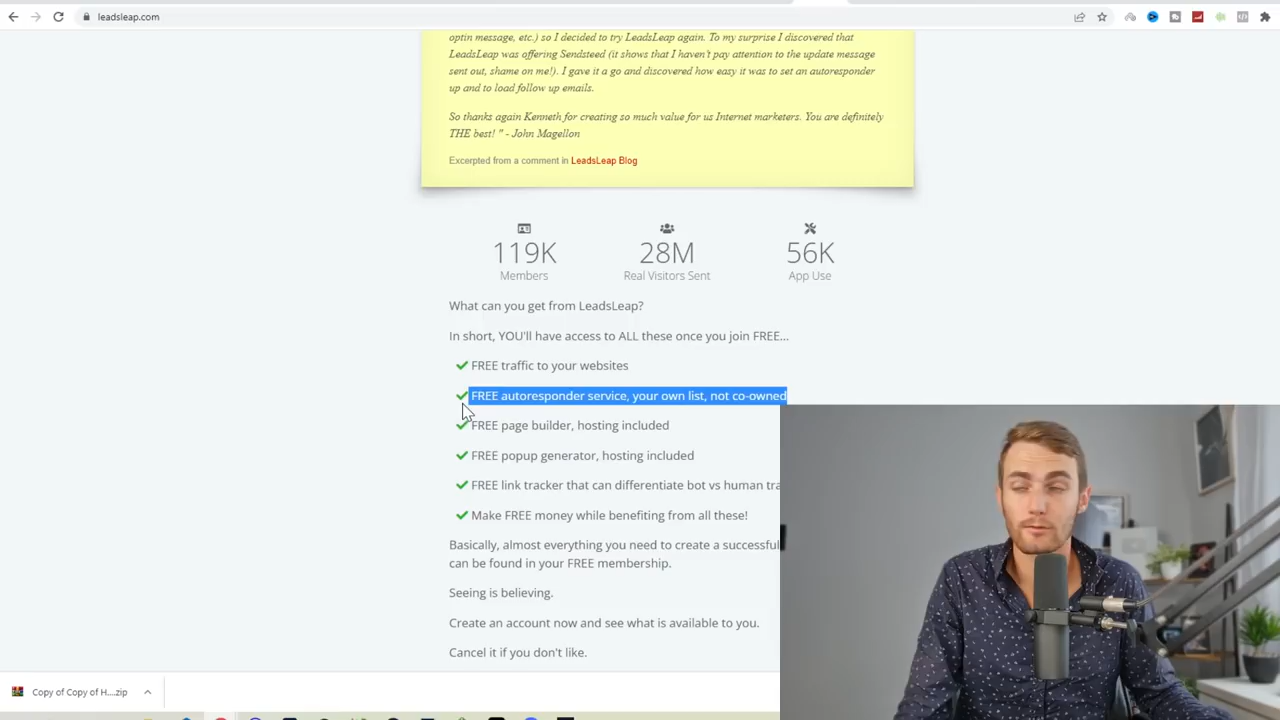 leadsleap.com
optin message, etc.) so I decided to try LeadsLeap again. To my surprise I discovered that
LeadsLeap was offering Sendsteed (it shows that I haven't pay attention to the update message
sent out, shame on me!). I gave it a go and discovered how easy it was to set an autoresponder
up and to load follow up emails.
So thanks again Kenneth for creating so much value for us Internet marketers. You are definitely
THE best! " - John Magellon
Excerpted from a comment in LeadsLeap Blog
119K 28M 56K
Members Real Visitors Sent App Use
What can you get from LeadsLeap?
In short, YOU'll have access to ALL these once you join FREE...
FREE traffic to your websites
FREE autoresponder service, your own list, not co-owned
FREE page builder, hosting included
FREE popup generator, hosting included
FREE link tracker that can differentiate bot vs human
Make FREE money while benefiting from all these!
Basically, almost everything you need to create a successful
can be found in your FREE membership.
Seeing is believing.
Create an account now and see what is available to you.
Cancel it if you don't like.
Copy of Copy of H....zip